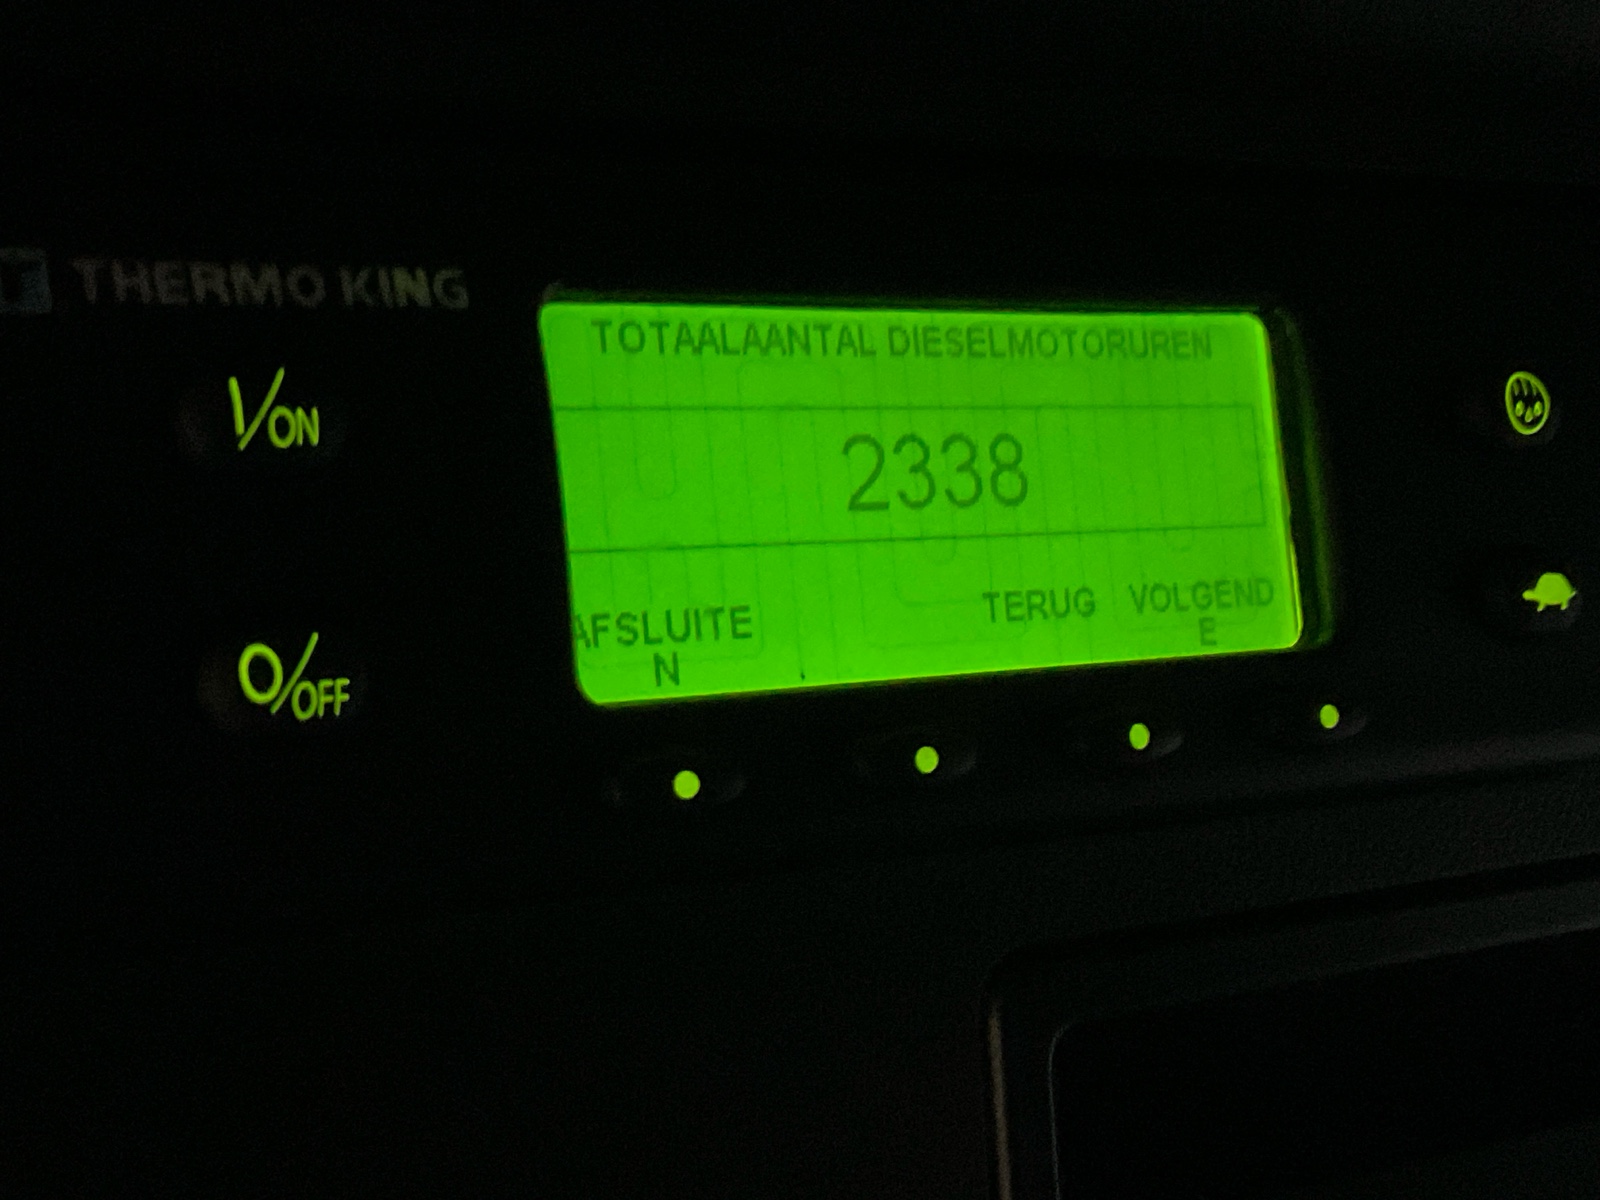 THERMO KING
TOTAALAANTAL DIESELMOTORUREN
I/ON
2338
O/OFF
AFSLUITE
N
TERUG
VOLGEND
E